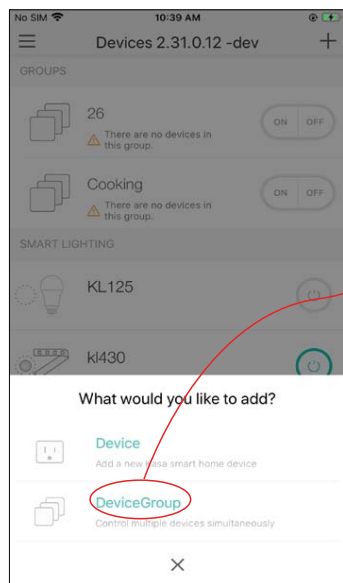 No SIM 10:39 AM
Devices 2.31.0.12 -dev
GROUPS
26
There are no devices in
this group.
ON OFF
Cooking
There are no devices in
this group.
ON OFF
SMART LIGHTING
KL125
kl430
What would you like to add?
Device
Add a new kasa smart home device
DeviceGroup
Control multiple devices simultaneously